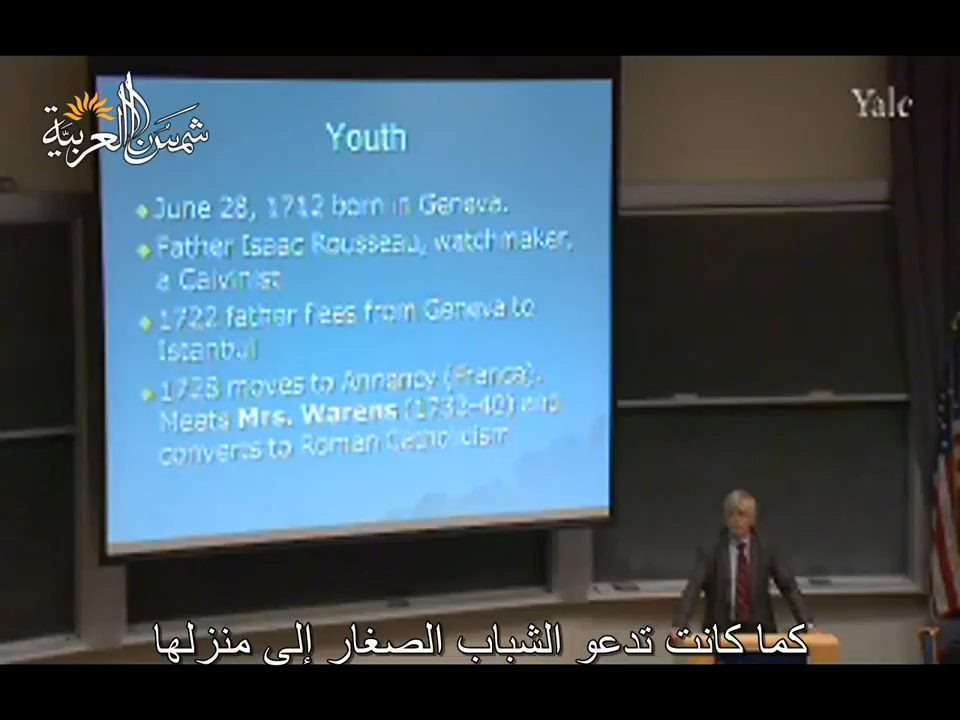 شمس العربية
Yale
Youth
June 28, 1712 born in Geneva.
Father Isaac Rousseau, watchmaker,
a Calvinist
1722 father flees from Geneva to
Istanbul
1728 moves to Annency (France).
Meets Mrs. Warens (1732-40) and
converts to Roman Catholicism
كما كانت تدعو الشباب الصغار إلى منزلها